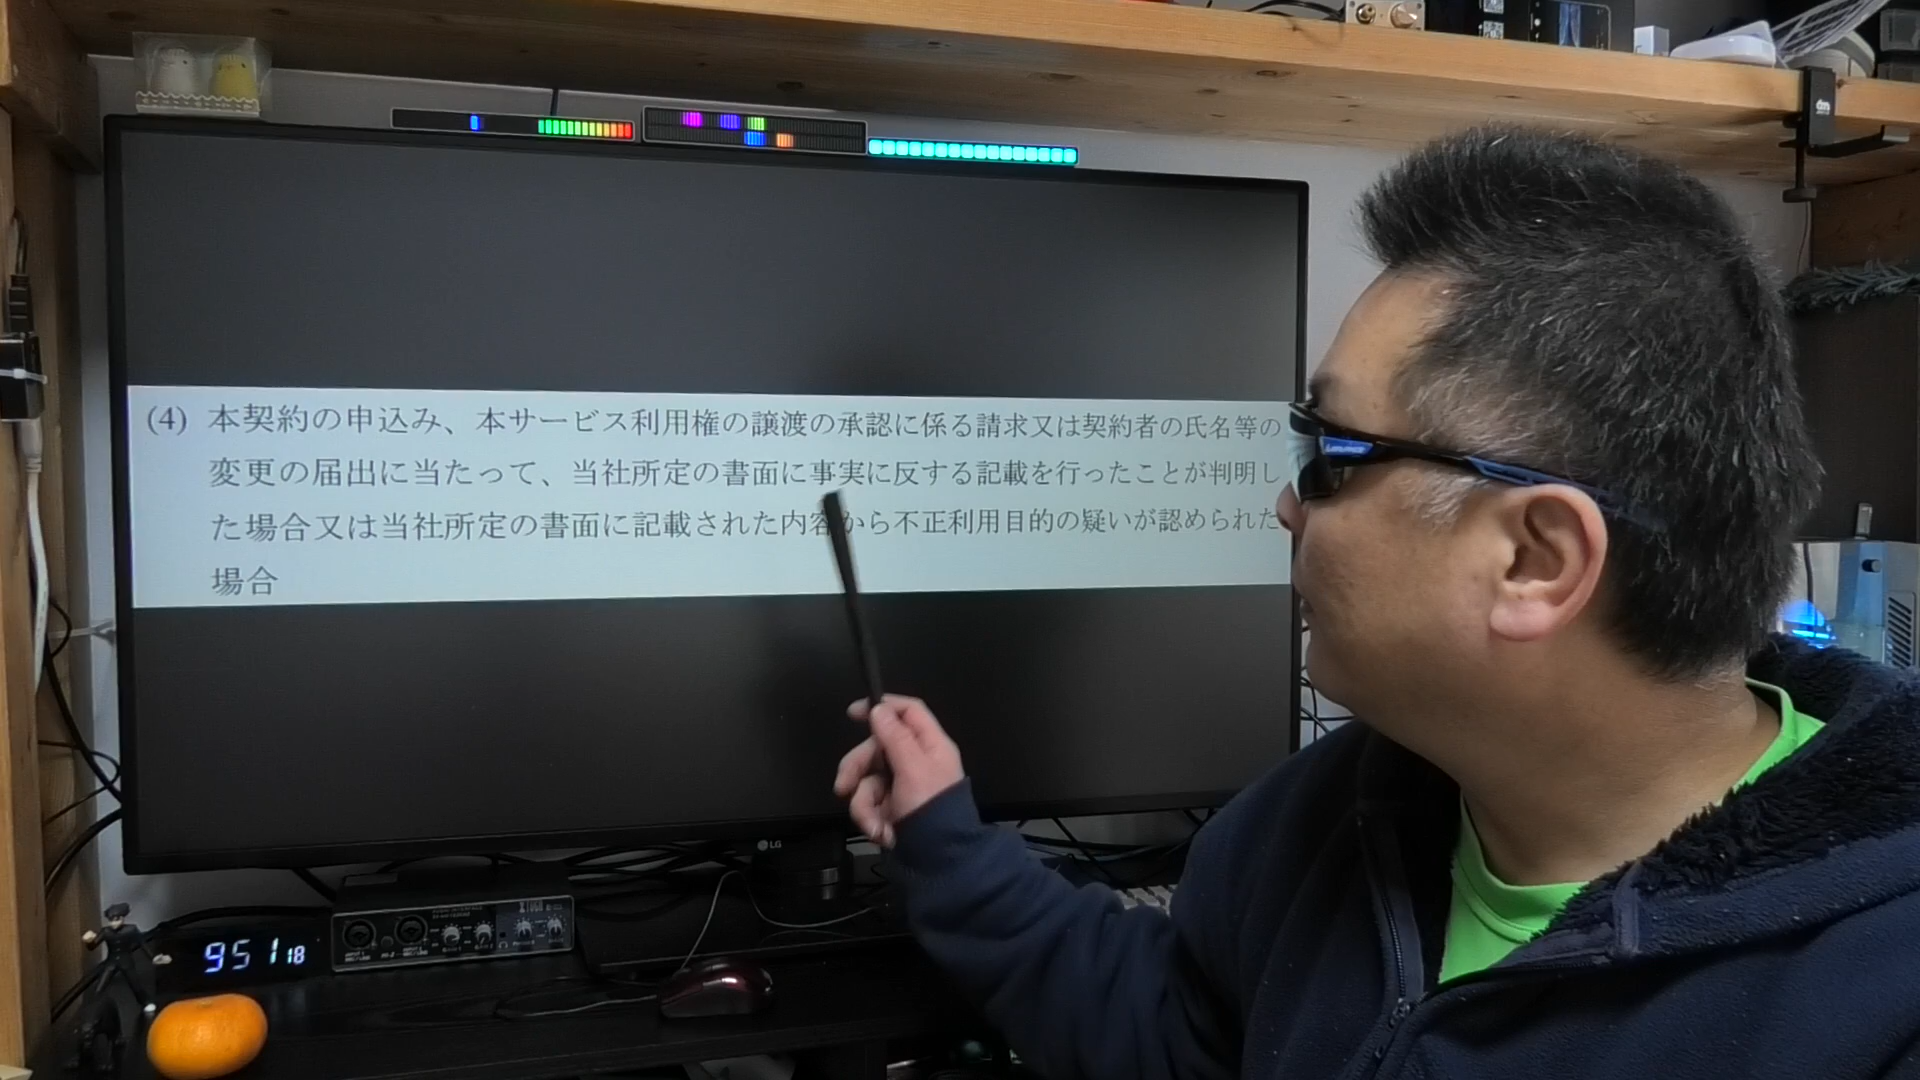 (4) 本契約の申込み、本サービス利用権の譲渡の承認に係る請求又は契約者の氏名等の
変更の届出に当たって、当社所定の書面に事実に反する記載を行ったことが判明し
た場合又は当社所定の書面に記載された内容から不正利用目的の疑いが認められた
場合
LG
951 18